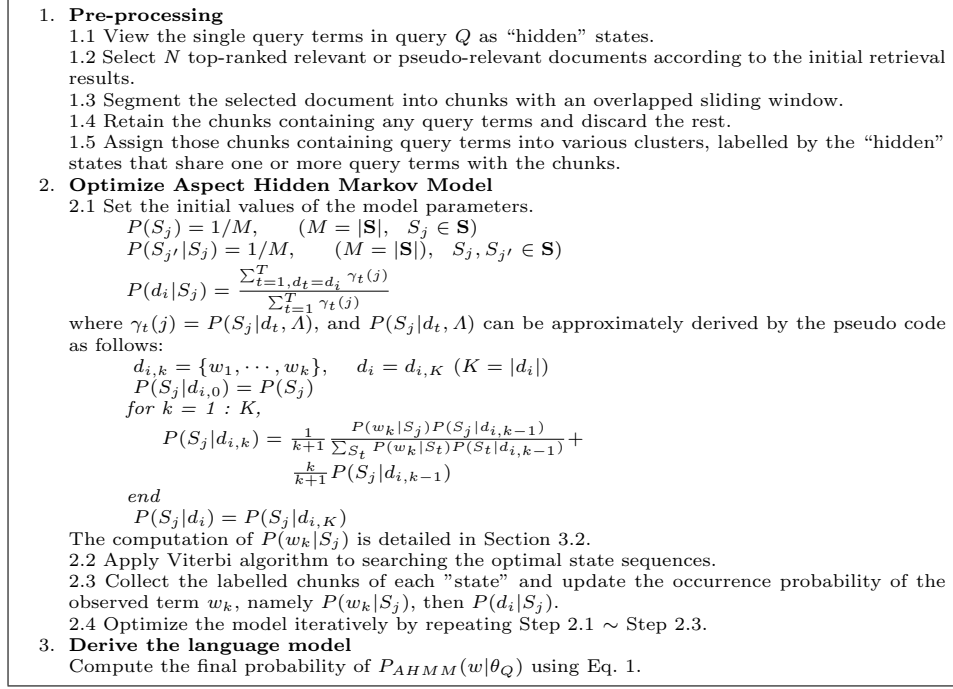 1. Pre-processing
1.1 View the single query terms in query Q as “hidden” states.
1.2 Select N top-ranked relevant or pseudo-relevant documents according to the initial retrieval
results.
1.3 Segment the selected document into chunks with an overlapped sliding window.
1.4 Retain the chunks containing any query terms and discard the rest.
1.5 Assign those chunks containing query terms into various clusters, labelled by the “hidden”
states that share one or more query terms with the chunks.
2. Optimize Aspect Hidden Markov Model
2.1 Set the initial values of the model parameters.
P(S_j) = 1/M, (M = |S|, S_j ∈ S)
P(S_{j′}|S_j) = 1/M, (M = |S|), S_j, S_{j′} ∈ S)
P(d_i|S_j) = \frac{\sum_{t=1,d_t=d_i}^{T} γ_t(j)}{\sum_{t=1}^{T} γ_t(j)}
where γ_t(j) = P(S_j|d_t, Λ), and P(S_j|d_t, Λ) can be approximately derived by the pseudo code
as follows:
d_{i,k} = {w_1, ⋯, w_k}, d_i = d_{i,K} (K = |d_i|)
P(S_j|d_{i,0}) = P(S_j)
for k = 1 : K,
P(S_j|d_{i,k}) = \frac{1}{k+1} \frac{P(w_k|S_j)P(S_j|d_{i,k−1})}{\sum_{S_t} P(w_k|S_t)P(S_t|d_{i,k−1})} +
\frac{k}{k+1} P(S_j|d_{i,k−1})
end
P(S_j|d_i) = P(S_j|d_{i,K})
The computation of P(w_k|S_j) is detailed in Section 3.2.
2.2 Apply Viterbi algorithm to searching the optimal state sequences.
2.3 Collect the labelled chunks of each ”state” and update the occurrence probability of the
observed term w_k, namely P(w_k|S_j), then P(d_i|S_j).
2.4 Optimize the model iteratively by repeating Step 2.1 ∼ Step 2.3.
3. Derive the language model
Compute the final probability of P_{AHMM}(w|θ_Q) using Eq. 1.